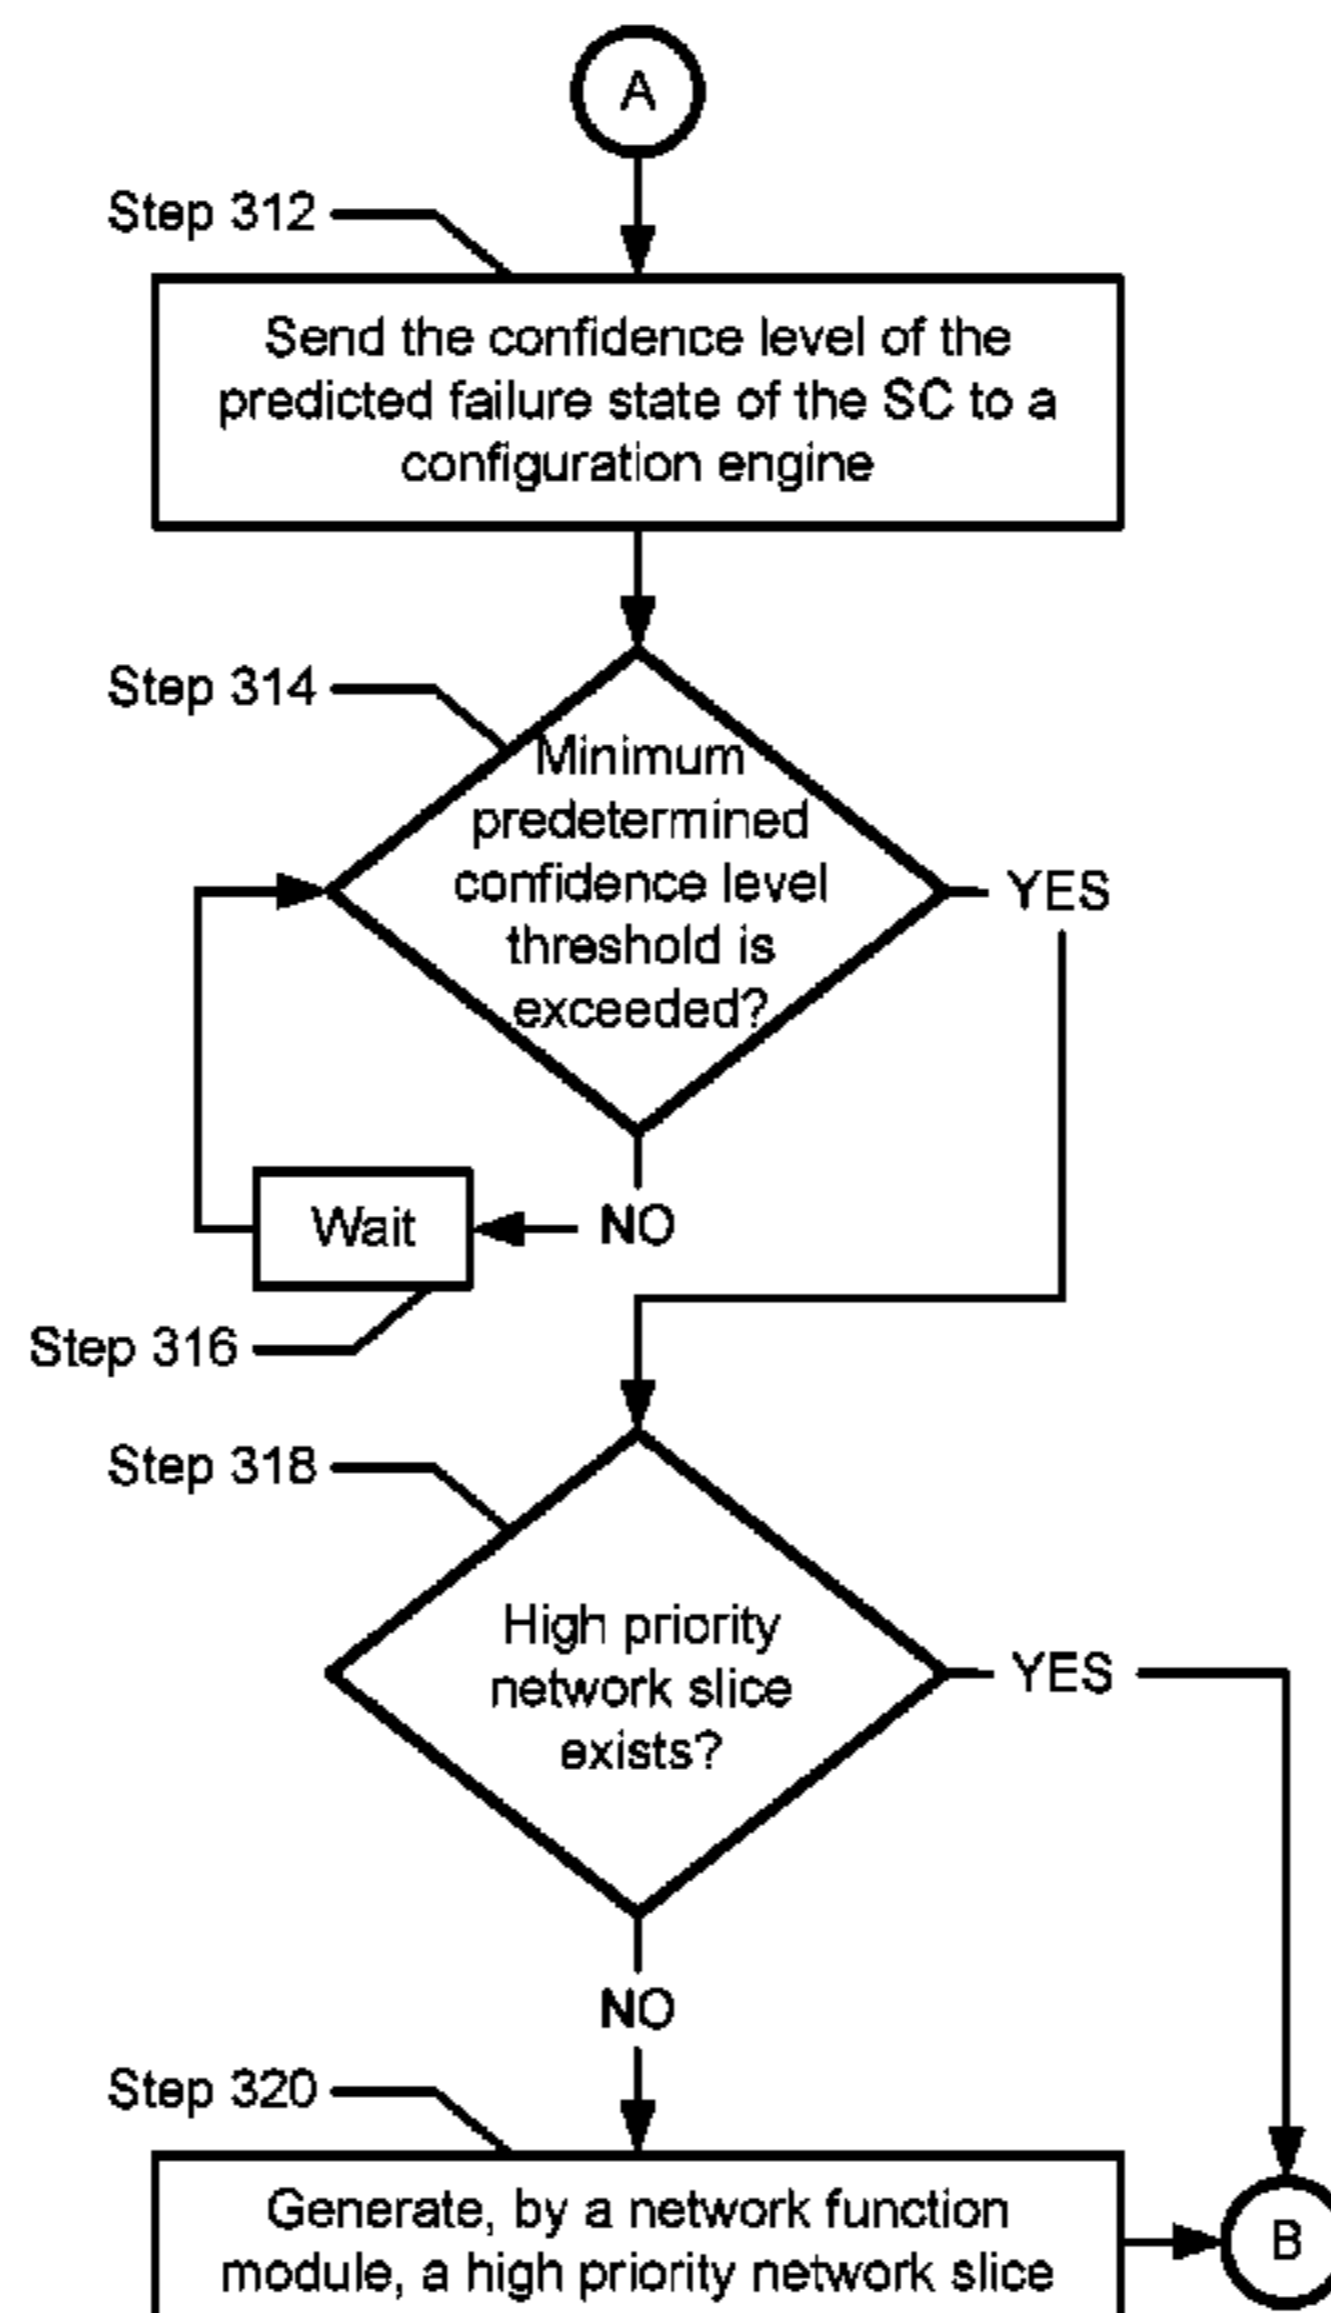 A
Step 312
Send the confidence level of the
predicted failure state of the SC to a
configuration engine
Step 314
Minimum
predetermined
confidence level
threshold is
exceeded?
YES
Wait
NO
Step 316
Step 318
High priority
network slice
exists?
YES
NO
Step 320
Generate, by a network function
module, a high priority network slice
B